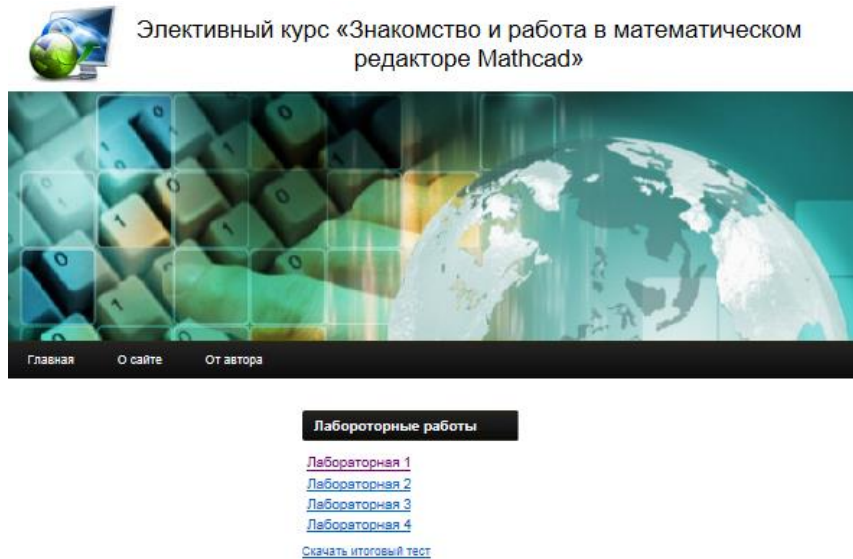 Элективный курс «Знакомство и работа в математическом
редакторе Mathcad»
Главная О сайте От автора
Лабороторные работы
Лабораторная 1
Лабораторная 2
Лабораторная 3
Лабораторная 4
Скачать итоговый тест